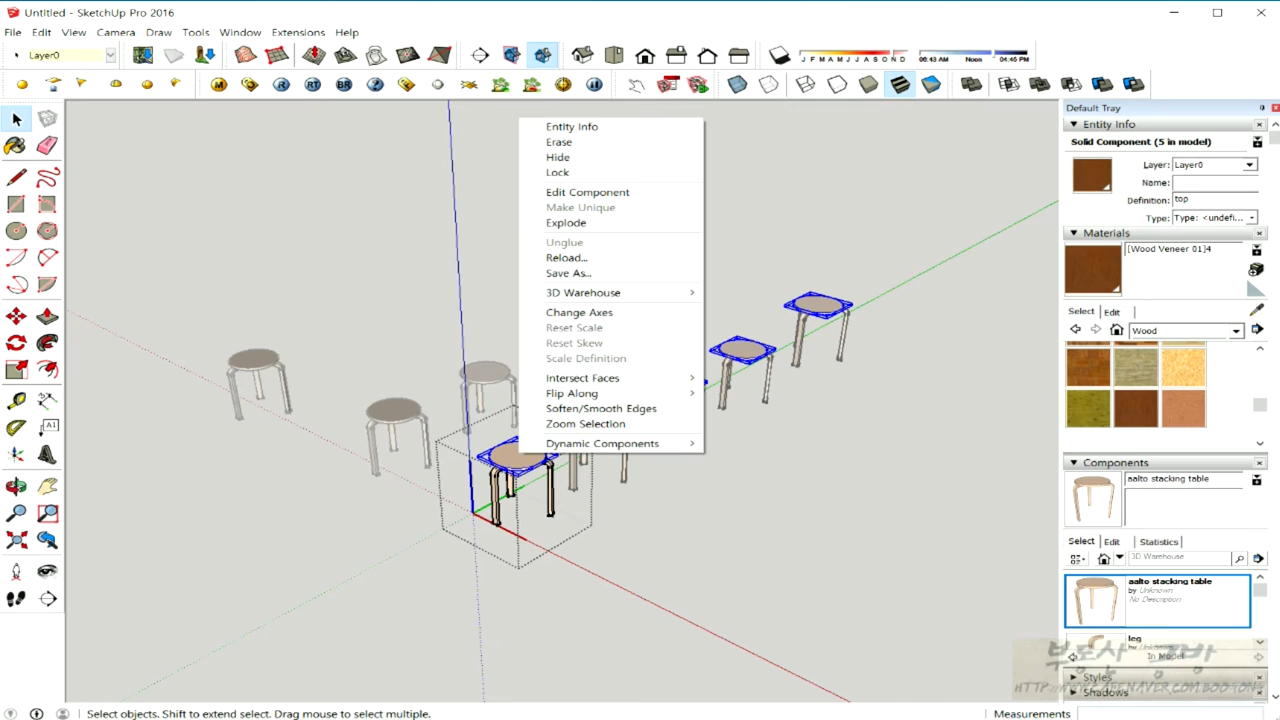 Untitled - SketchUp Pro 2016
File Edit View Camera Draw Tools Window Extensions Help
Layer0
J F M A M J J A S O N D
06:43 AM Noon 04:45 PM
M R RT BR
A1
Entity Info
Erase
Hide
Lock
Edit Component
Make Unique
Explode
Unglue
Reload...
Save As...
3D Warehouse
Change Axes
Reset Scale
Reset Skew
Scale Definition
Intersect Faces
Flip Along
Soften/Smooth Edges
Zoom Selection
Dynamic Components
Default Tray
Entity Info
Solid Component (5 in model)
Layer: Layer0
Name:
Definition: top
Type: Type: <undefi...
Materials
[Wood Veneer 01]4
Select Edit
Wood
Components
aalto stacking table
Select Edit Statistics
3D Warehouse
aalto stacking table
by Unknown
No Description
leg
In Model
Styles
Shadows
Select objects. Shift to extend select. Drag mouse to select multiple.
Measurements